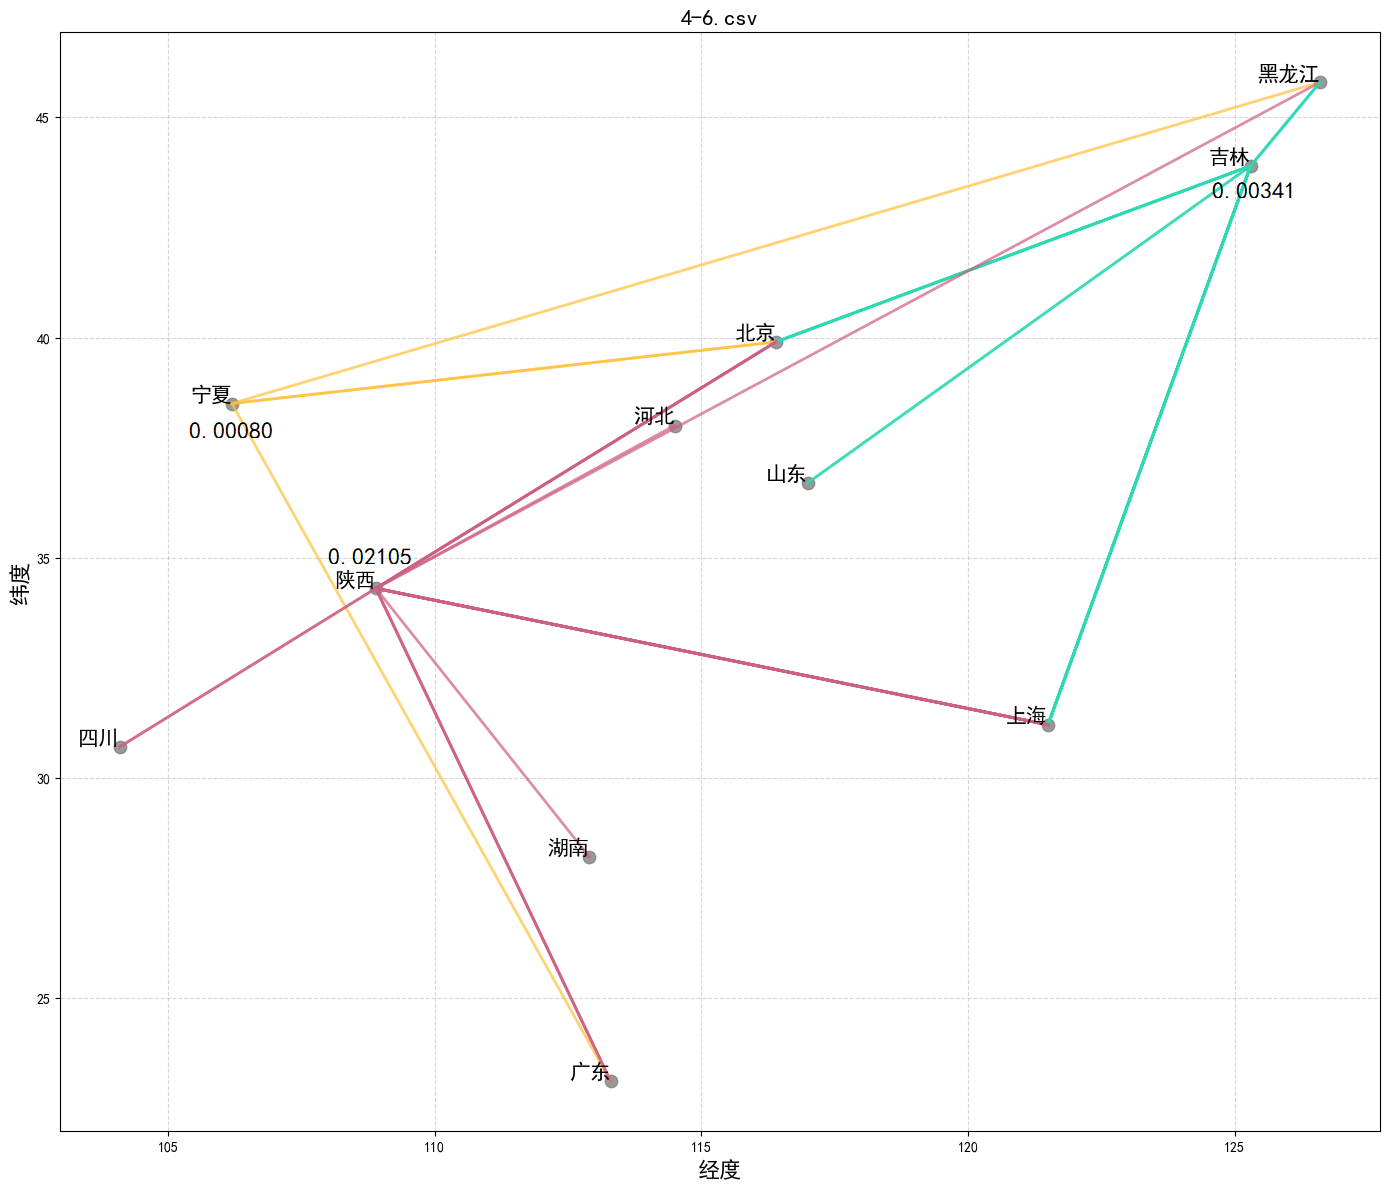 4-6.csv
黑龙江
45
吉林
0.00341
40
北京
宁夏
河北
0.00080
山东
35
0.02105
陕西
纬度
上海
四川
30
湖南
25
广东
105
110
115
120
125
经度